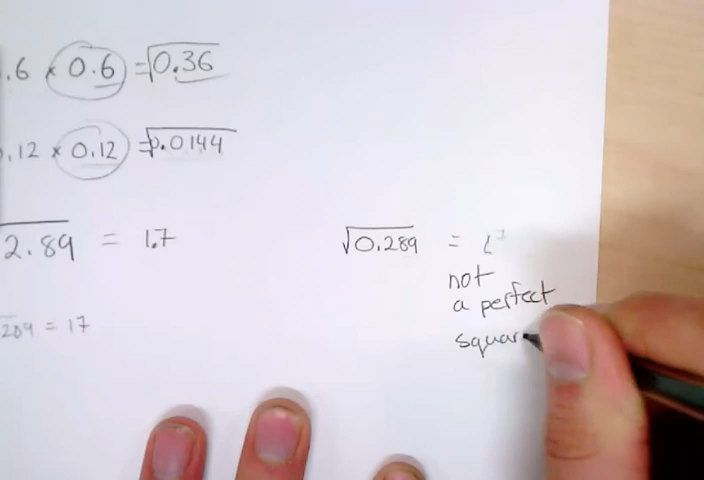 .6 × 0.6 = √0.36
.12 × 0.12 = √0.0144
2.89 = 1.7
√0.289 =
not
a perfect
squar
289 = 17